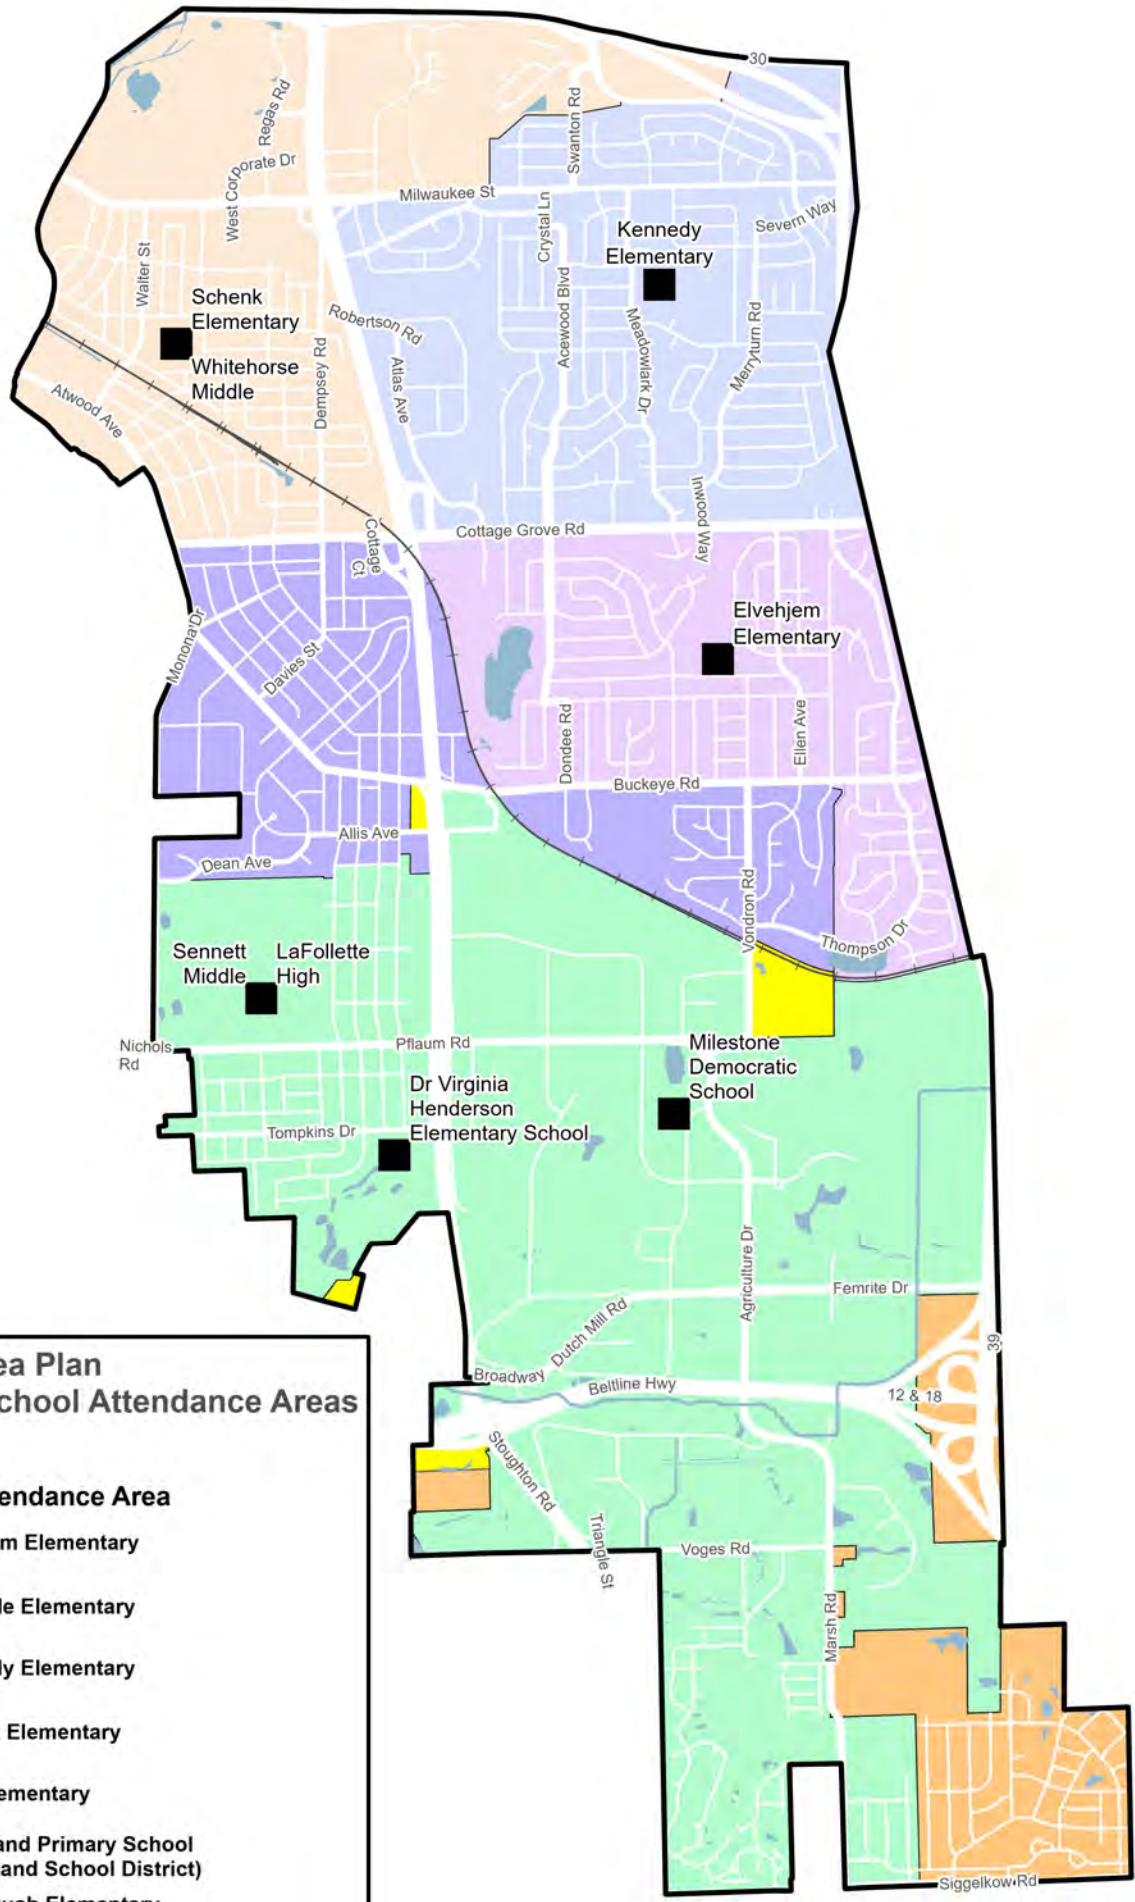 30
Regas Rd
Swanton Rd
West Corporate Dr
Milwaukee St
Crystal Ln
Severn Way
Kennedy
Elementary
Walter St
Schenk
Elementary
Robertson Rd
Acewood Blvd
Meadowlark Dr
Merryturn Rd
Whitehorse
Middle
Dempsey Rd
Atlas Ave
Atwood Ave
Inwood Way
Cottage Grove Rd
Cottage
Ct
Elvehjem
Elementary
Monona Dr
Davies St
Dondee Rd
Ellen Ave
Buckeye Rd
Allis Ave
Dean Ave
Vondron Rd
Thompson Dr
Sennett
Middle
LaFollette
High
Nichols
Rd
Pflaum Rd
Milestone
Democratic
School
Dr Virginia
Henderson
Elementary School
Tompkins Dr
Agriculture Dr
Femrite Dr
Dutch Mill Rd
39
Broadway
Beltline Hwy
12 & 18
Stoughton Rd
Triangle St
Voges Rd
Marsh Rd
Siggelkow Rd
ea Plan
chool Attendance Areas
tendance Area
m Elementary
le Elementary
ly Elementary
Elementary
ementary
and Primary School
and School District)